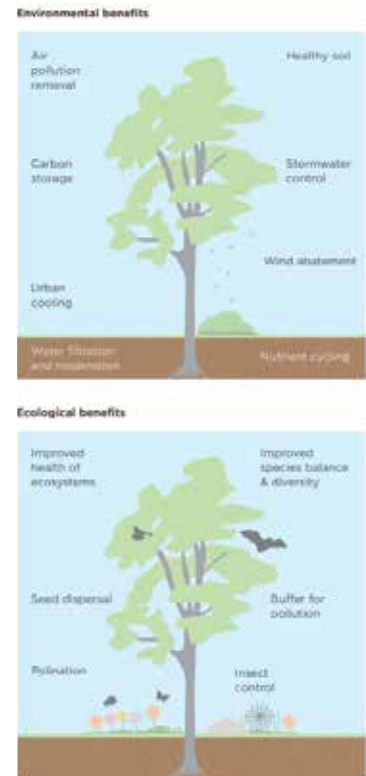 Environmental benefits
Air
pollution
removal
Healthy soil
Carbon
storage
Stormwater
control
Wind abatement
Urban
cooling
Water filtration
and moderation
Nutrient cycling
Ecological benefits
Improved
health of
ecosystems
Improved
species balance
& diversity
Seed dispersal
Buffer for
pollution
Pollination
Insect
control